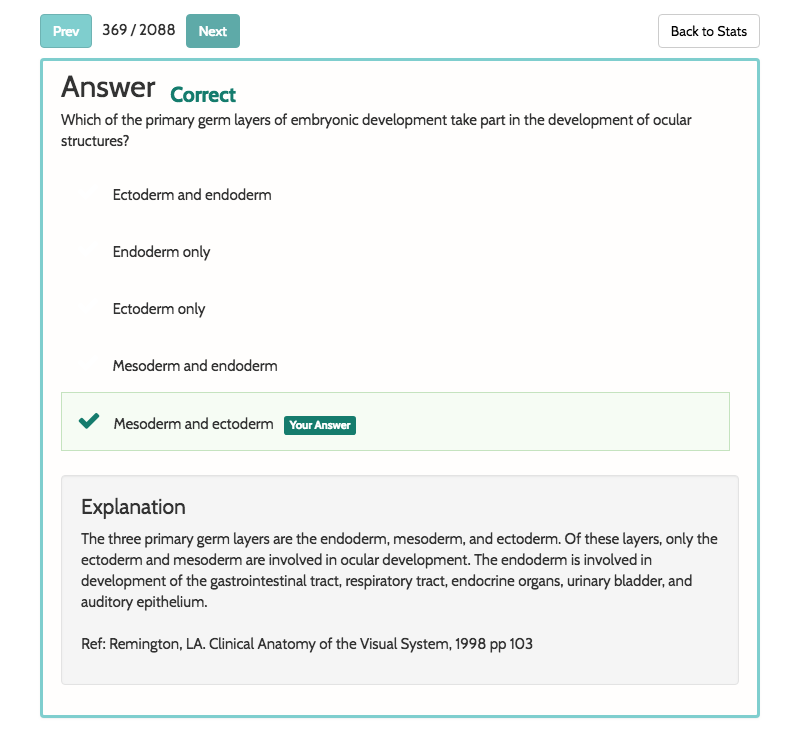 Prev 369 / 2088 Next Back to Stats
Answer Correct
Which of the primary germ layers of embryonic development take part in the development of ocular
structures?
Ectoderm and endoderm
Endoderm only
Ectoderm only
Mesoderm and endoderm
Mesoderm and ectoderm Your Answer
Explanation
The three primary germ layers are the endoderm, mesoderm, and ectoderm. Of these layers, only the
ectoderm and mesoderm are involved in ocular development. The endoderm is involved in
development of the gastrointestinal tract, respiratory tract, endocrine organs, urinary bladder, and
auditory epithelium.
Ref: Remington, LA. Clinical Anatomy of the Visual System, 1998 pp 103